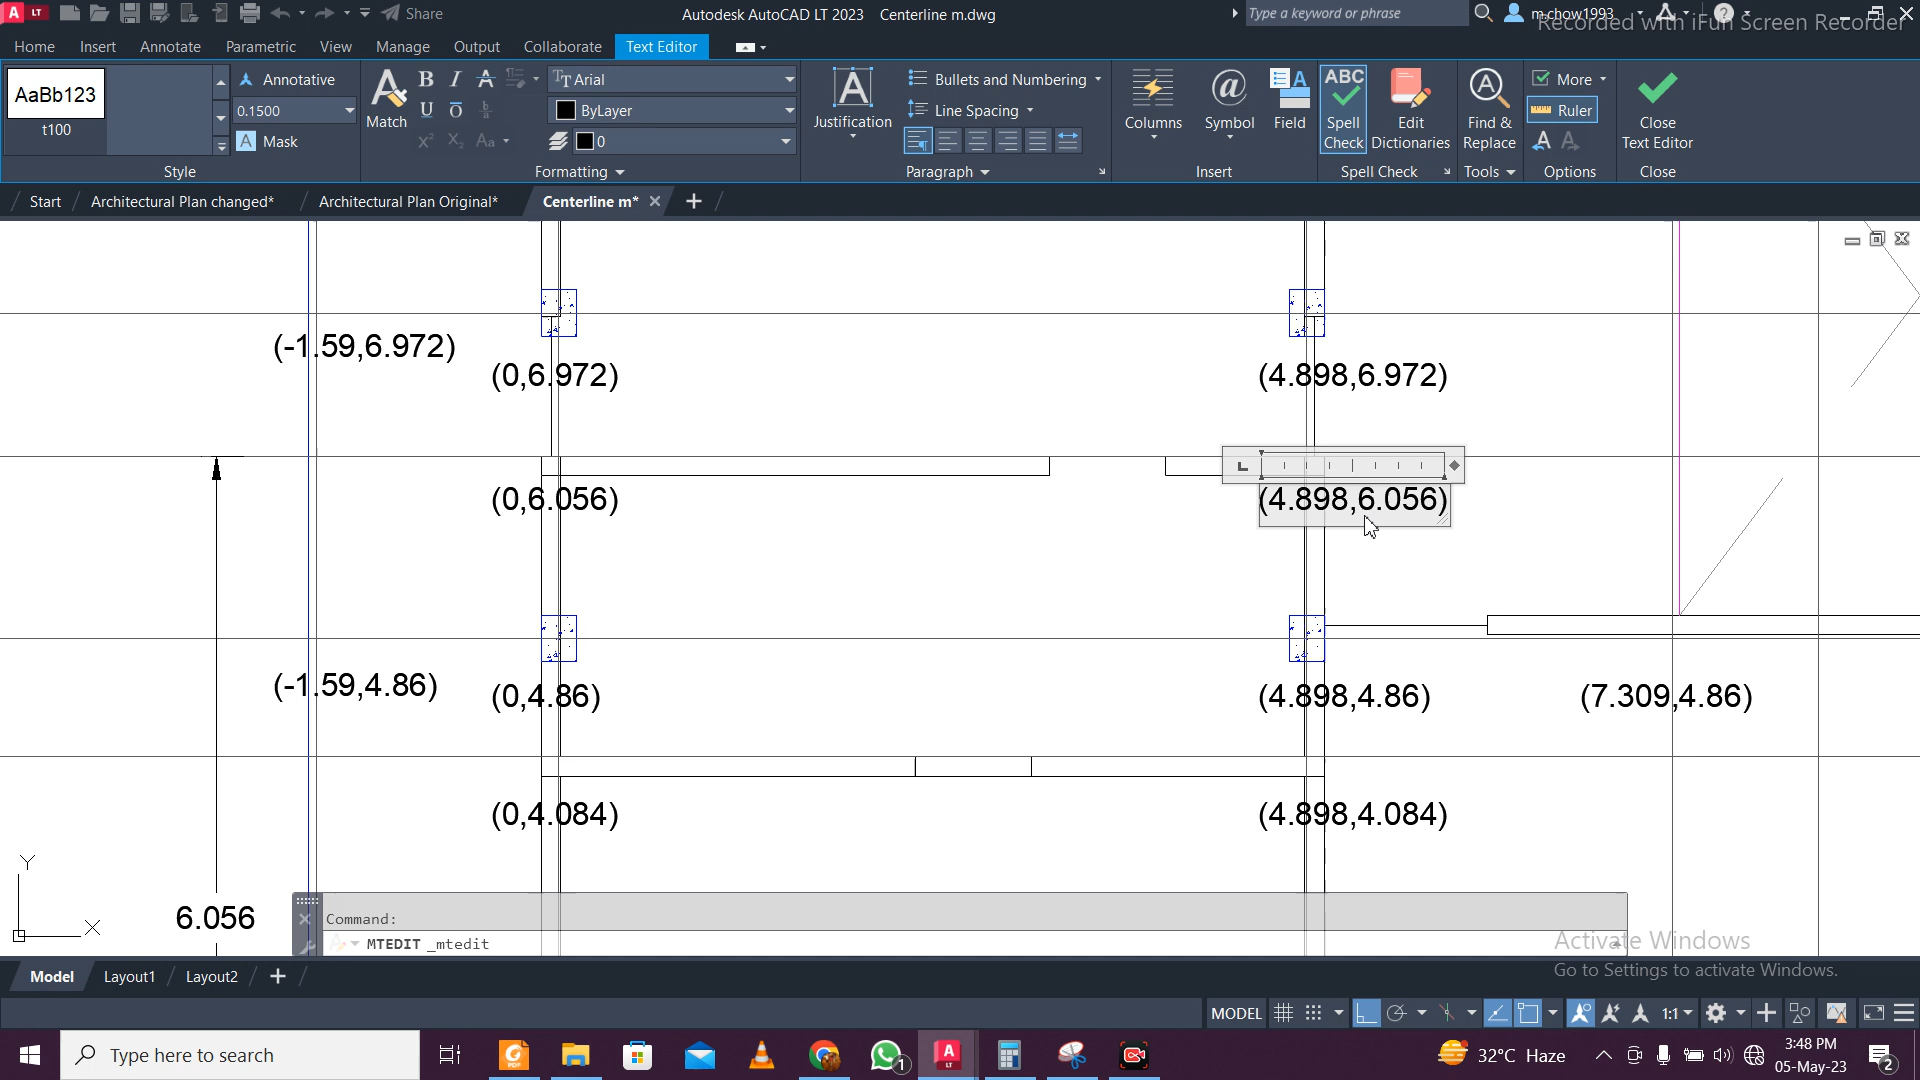 A LT Share Autodesk AutoCAD LT 2023 Centerline m.dwg Type a keyword or phrase m.chow1993
Recorded with iFun Screen Recorder
Home Insert Annotate Parametric View Manage Output Collaborate Text Editor
AaBb123
t100
Annotative
0.1500
Mask
Style
Match
Arial
ByLayer
0
Formatting
Justification
Bullets and Numbering
Line Spacing
Paragraph
Columns
Symbol
Field
Insert
ABC
Spell
Check
Edit
Dictionaries
Spell Check
Find &
Replace
Tools
More
Ruler
Options
Close
Text Editor
Close
Start Architectural Plan changed* Architectural Plan Original* Centerline m*
(-1.59,6.972)
(0,6.972) (4.898,6.972)
(0,6.056) (4.898,6.056)
(-1.59,4.86) (0,4.86) (4.898,4.86) (7.309,4.86)
(0,4.084) (4.898,4.084)
Y
X
6.056
Command:
MTEDIT _mtedit
Activate Windows
Go to Settings to activate Windows.
Model Layout1 Layout2
MODEL 1:1
Type here to search
PDF
1
A LT
32°C Haze
3:48 PM
05-May-23
2